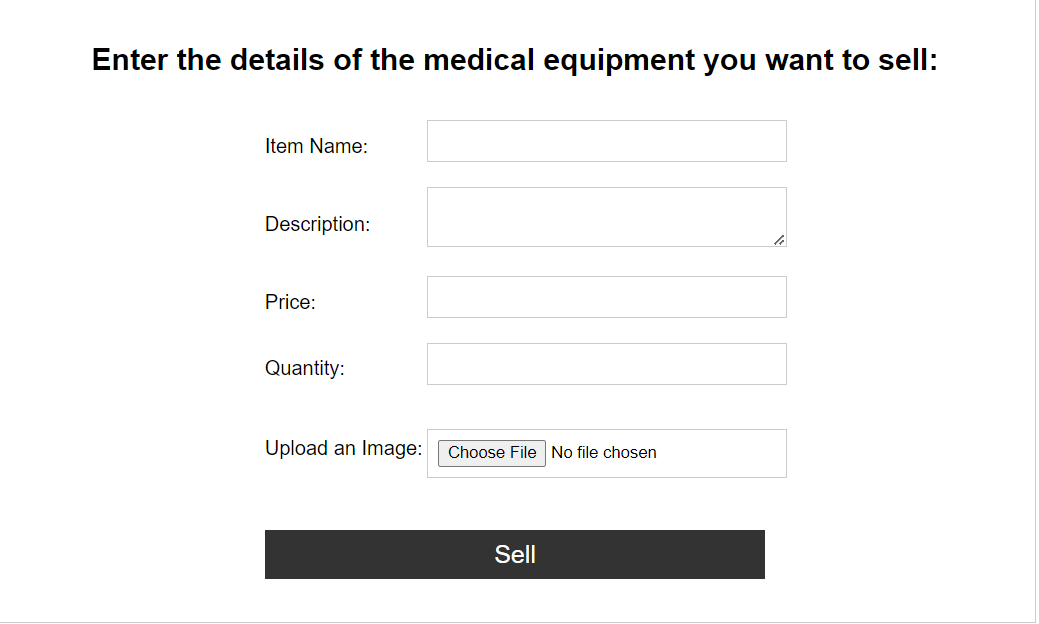 Enter the details of the medical equipment you want to sell:
Item Name:
Description:
Price:
Quantity:
Upload an Image: Choose File No file chosen
Sell